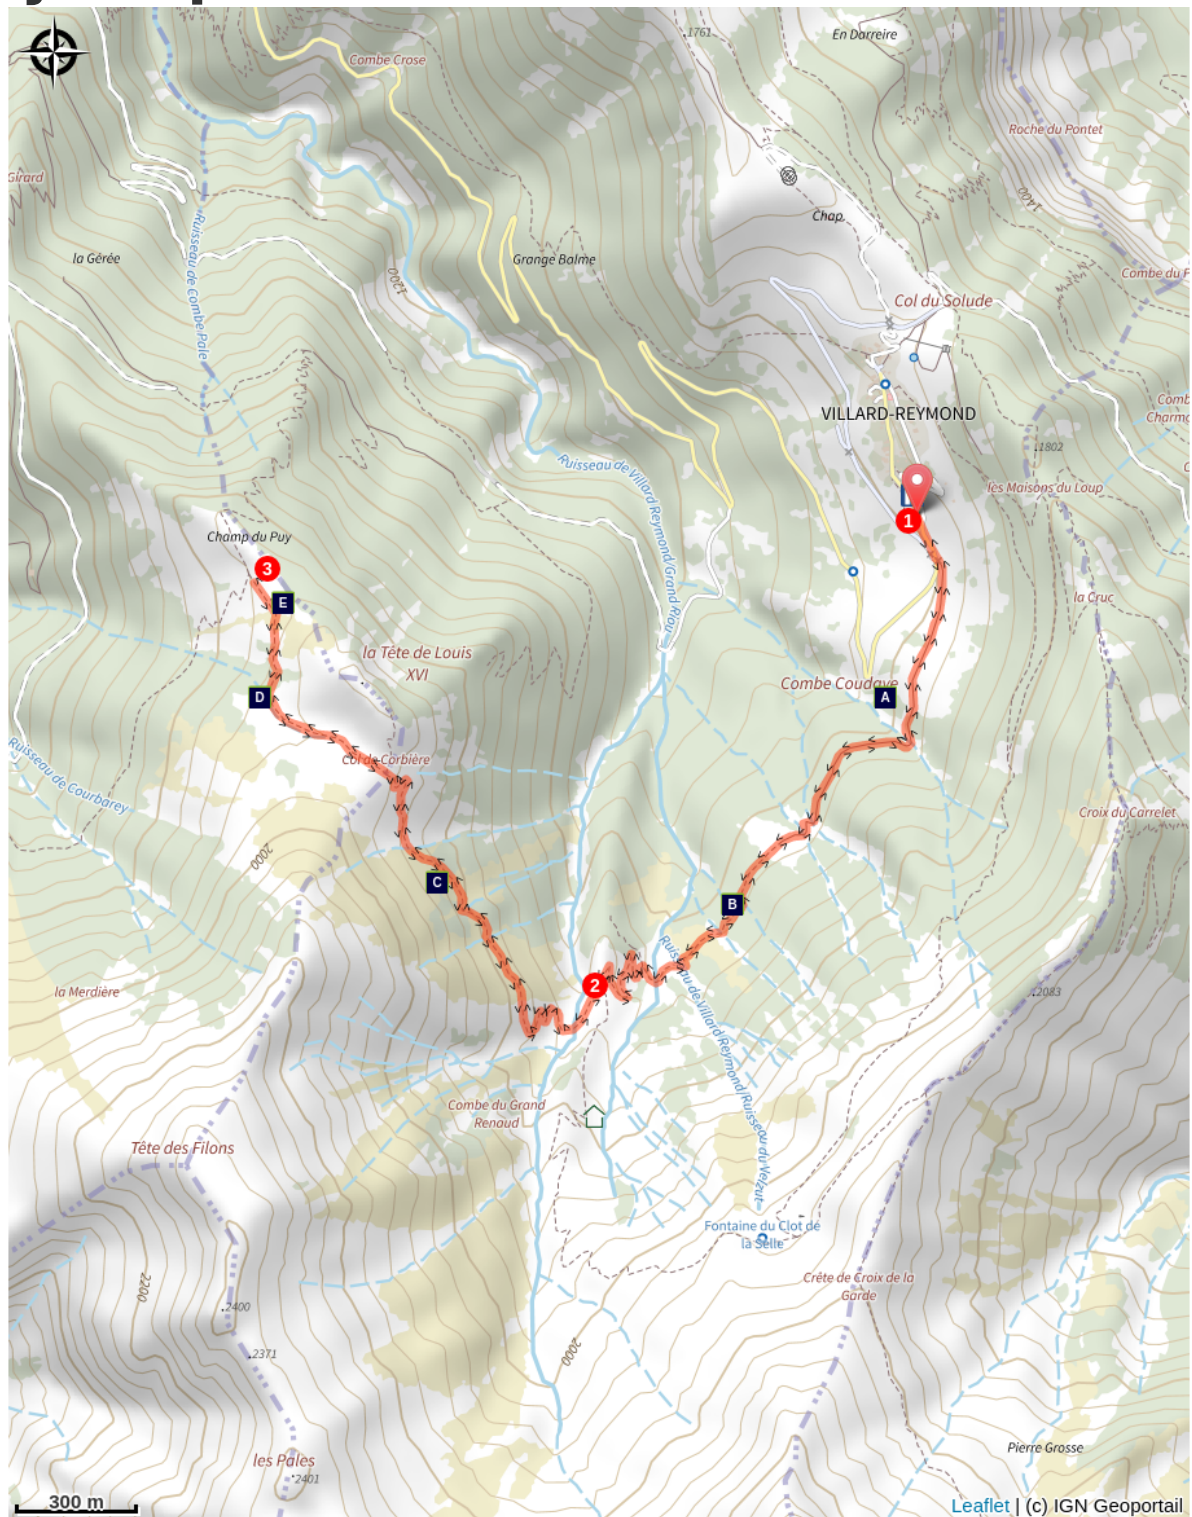 1761
En Darreire
Combe Crose
Roche du Pontet
Girard
1400
Chap.
Ruisseau de Combe Pale
la Gérée
Grange Balme
1200
Combe du F
Col du Solude
Comb
Charmo
VILLARD-REYMOND
1802
Ruisseau de Villard Reymond/Grand Riou
les Maisons du Loup
C
1
Champ du Puy
3
E
la Cruc
la Tête de Louis
XVI
Combe Coudaye
D
A
Ruisseau de Courbarey
Col de Corbière
Croix du Carrelet
2000
C
B
Ruisseau de Villard Reymond/Ruisseau du Velzut
la Merdière
2
2083
Combe du Grand
Renaud
Tête des Filons
Fontaine du Clot de
la Selle
2200
Crête de Croix de la
Garde
2400
2371
2000
Pierre Grosse
les Pales
2401
300 m
Leaflet | (c) IGN Geoportail